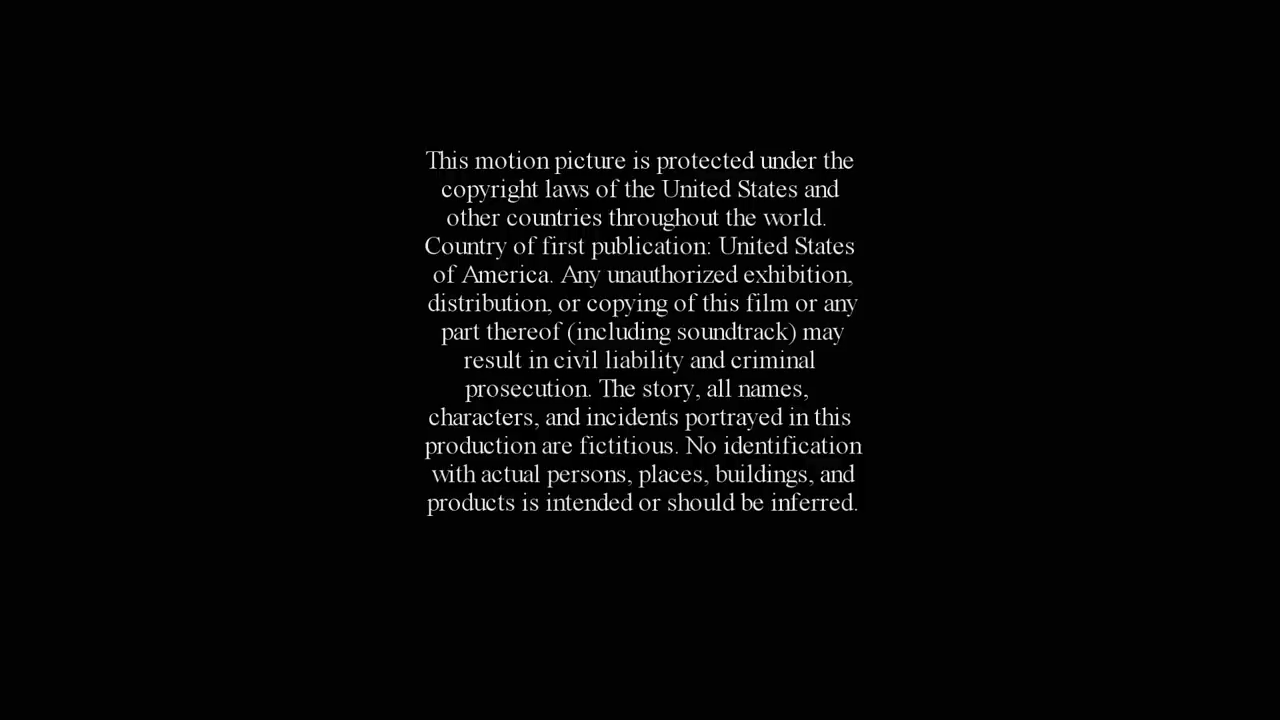 This motion picture is protected under the
copyright laws of the United States and
other countries throughout the world.
Country of first publication: United States
of America. Any unauthorized exhibition,
distribution, or copying of this film or any
part thereof (including soundtrack) may
result in civil liability and criminal
prosecution. The story, all names,
characters, and incidents portrayed in this
production are fictitious. No identification
with actual persons, places, buildings, and
products is intended or should be inferred.